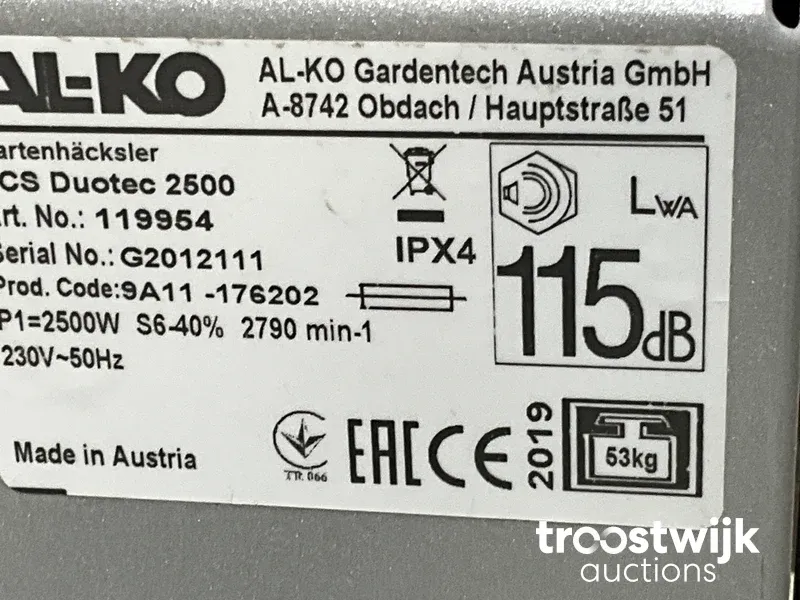 AL-KO
AL-KO Gardentech Austria GmbH
A-8742 Obdach / Hauptstraße 51
artenhäcksler
CS Duotec 2500
rt. No.: 119954
Serial No.: G2012111
Prod. Code:9A11 -176202
P1=2500W S6-40% 2790 min-1
230V~50Hz
IPX4
LWA
115dB
Made in Austria
TR. 066
EAC CE
2019
53kg
troostwijk
auctions